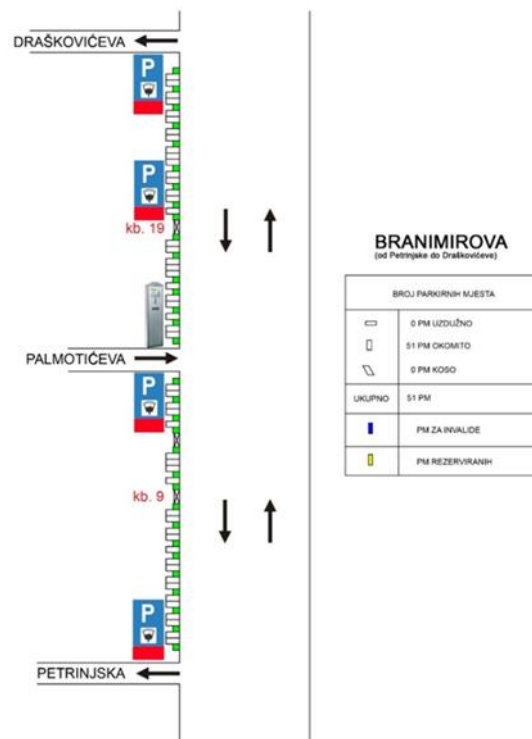 DRAŠKOVIĆEVA
P
P
kb. 19
PALMOTIĆEVA
P
kb. 9
P
PETRINJSKA
BRANIMIROVA
(od Petrinjske do Draškovićeve)
BROJ PARKIRNIH MJESTA
0 PM UZDUŽNO
51 PM OKOMITO
0 PM KOSO
UKUPNO 51 PM
PM ZA INVALIDE
PM REZERVIRANIH